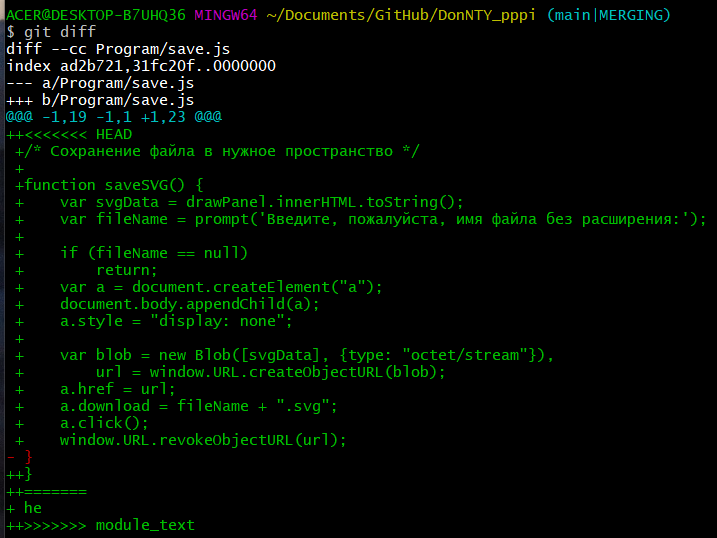 ACER@DESKTOP-B7UHQ36 MINGW64 ~/Documents/GitHub/DonNTY_pppi (main|MERGING)
$ git diff
diff --cc Program/save.js
index ad2b721,31fc20f..0000000
--- a/Program/save.js
+++ b/Program/save.js
@@@ -1,19 -1,1 +1,23 @@@
++<<<<<<< HEAD
 +/* Сохранение файла в нужное пространство */
 +
 +function saveSVG() {
 +    var svgData = drawPanel.innerHTML.toString();
 +    var fileName = prompt('Введите, пожалуйста, имя файла без расширения:');
 +
 +    if (fileName == null)
 +        return;
 +    var a = document.createElement("a");
 +    document.body.appendChild(a);
 +    a.style = "display: none";
 +
 +    var blob = new Blob([svgData], {type: "octet/stream"}),
 +        url = window.URL.createObjectURL(blob);
 +    a.href = url;
 +    a.download = fileName + ".svg";
 +    a.click();
 +    window.URL.revokeObjectURL(url);
- }
++}
++=======
+ he
++>>>>>>> module_text